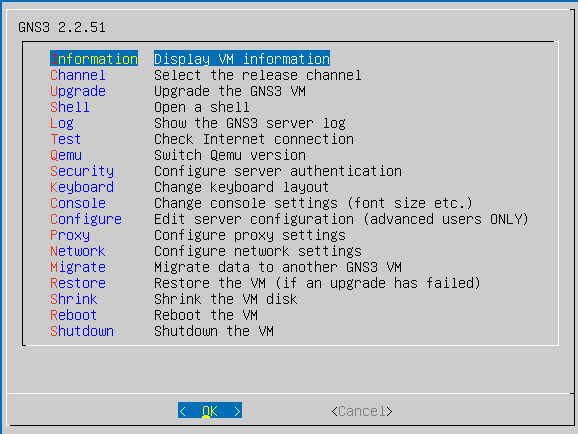 GNS3 2.2.51
Information Display VM information
Channel Select the release channel
Upgrade Upgrade the GNS3 VM
Shell Open a shell
Log Show the GNS3 server log
Test Check Internet connection
Qemu Switch Qemu version
Security Configure server authentication
Keyboard Change keyboard layout
Console Change console settings (font size etc.)
Configure Edit server configuration (advanced users ONLY)
Proxy Configure proxy settings
Network Configure network settings
Migrate Migrate data to another GNS3 VM
Restore Restore the VM (if an upgrade has failed)
Shrink Shrink the VM disk
Reboot Reboot the VM
Shutdown Shutdown the VM
< OK > <Cancel>